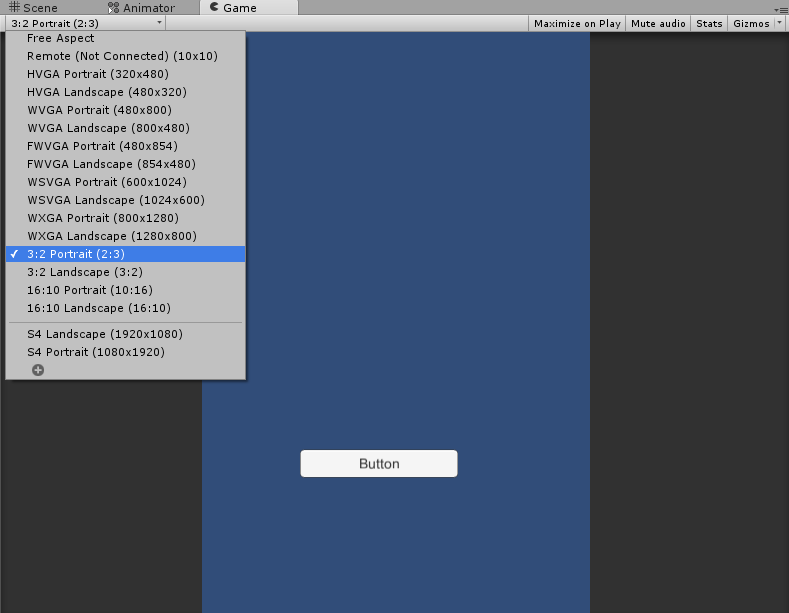 Scene Animator Game
3:2 Portrait (2:3) Maximize on Play Mute audio Stats Gizmos
Free Aspect
Remote (Not Connected) (10x10)
HVGA Portrait (320x480)
HVGA Landscape (480x320)
WVGA Portrait (480x800)
WVGA Landscape (800x480)
FWVGA Portrait (480x854)
FWVGA Landscape (854x480)
WSVGA Portrait (600x1024)
WSVGA Landscape (1024x600)
WXGA Portrait (800x1280)
WXGA Landscape (1280x800)
3:2 Portrait (2:3)
3:2 Landscape (3:2)
16:10 Portrait (10:16)
16:10 Landscape (16:10)
S4 Landscape (1920x1080)
S4 Portrait (1080x1920)
Button